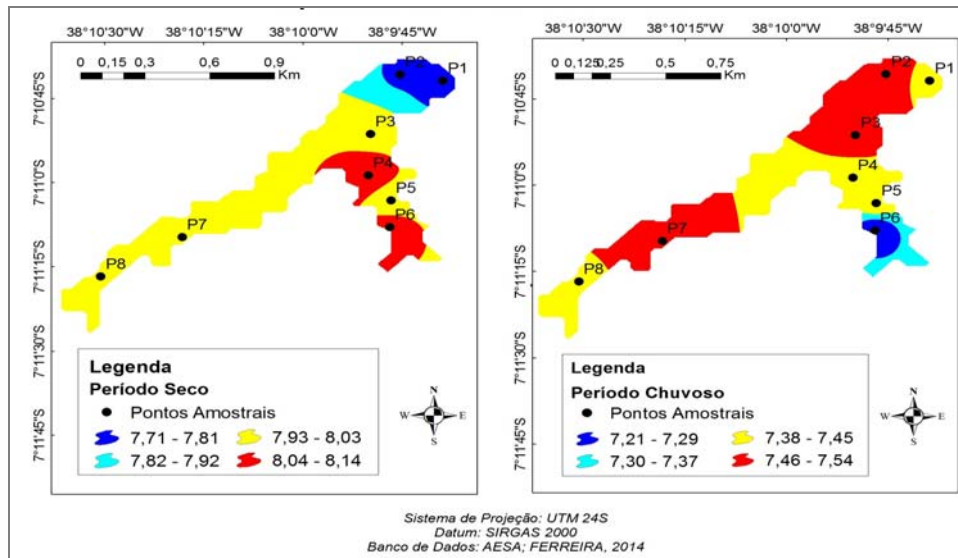 38°10'30"W 38°10'15"W 38°10'0"W 38°9'45"W
0 0,15 0,3 0,6 0,9
Km
7°10'45"S
7°11'0"S
7°11'15"S
7°11'30"S
7°11'45"S
P2
P1
P3
P4
P5
P6
P7
P8
Legenda
Período Seco
Pontos Amostrais
7,71 - 7,81 7,93 - 8,03
7,82 - 7,92 8,04 - 8,14
N
W E
S
38°10'30"W 38°10'15"W 38°10'0"W 38°9'45"W
0 0,125 0,25 0,5 0,75
Km
7°10'45"S
7°11'0"S
7°11'15"S
7°11'30"S
7°11'45"S
P2
P1
P3
P4
P5
P6
P7
P8
Legenda
Período Chuvoso
Pontos Amostrais
7,21 - 7,29 7,38 - 7,45
7,30 - 7,37 7,46 - 7,54
N
W E
S
Sistema de Projeção: UTM 24S
Datum: SIRGAS 2000
Banco de Dados: AESA; FERREIRA, 2014